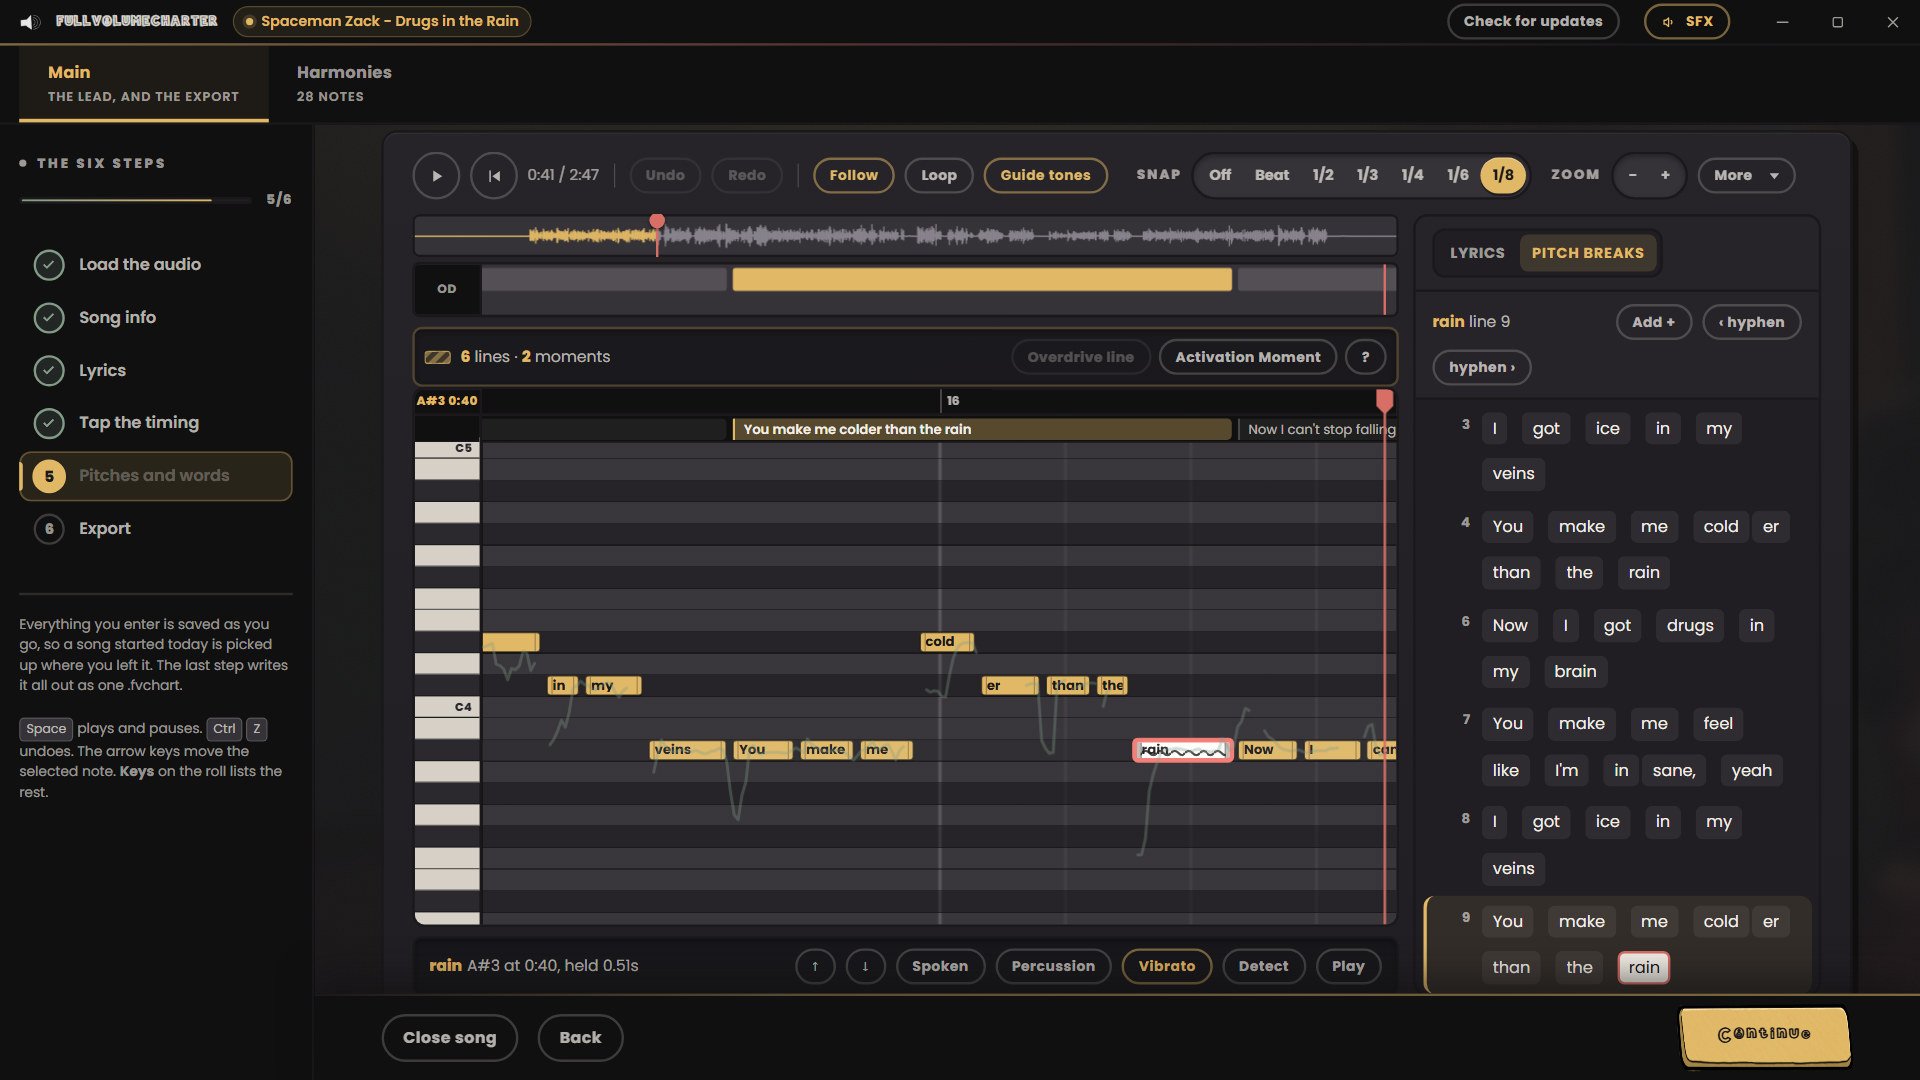 FULLVOLUMECHARTER
Spaceman Zack - Drugs in the Rain
Check for updates
SFX
Main
THE LEAD, AND THE EXPORT
Harmonies
28 NOTES
THE SIX STEPS
5/6
Load the audio
Song info
Lyrics
Tap the timing
5 Pitches and words
6 Export
Everything you enter is saved as you
go, so a song started today is picked
up where you left it. The last step writes
it all out as one .fvchart.
Space plays and pauses. Ctrl Z
undoes. The arrow keys move the
selected note. Keys on the roll lists the
rest.
0:41 / 2:47
Undo
Redo
Follow
Loop
Guide tones
SNAP
Off
Beat
1/2
1/3
1/4
1/6
1/8
ZOOM
-
+
More
OD
6 lines · 2 moments
Overdrive line
Activation Moment
?
A#3 0:40
16
You make me colder than the rain
Now I can't stop falling
C5
C4
in
my
veins
You
make
me
cold
er
than
the
rain
Now
I
can
rain A#3 at 0:40, held 0.51s
↑
↓
Spoken
Percussion
Vibrato
Detect
Play
LYRICS
PITCH BREAKS
rain line 9
Add +
‹ hyphen
hyphen ›
3 I got ice in my
veins
4 You make me cold er
than the rain
6 Now I got drugs in
my brain
7 You make me feel
like I'm in sane, yeah
8 I got ice in my
veins
9 You make me cold er
than the rain
Close song
Back
Continue